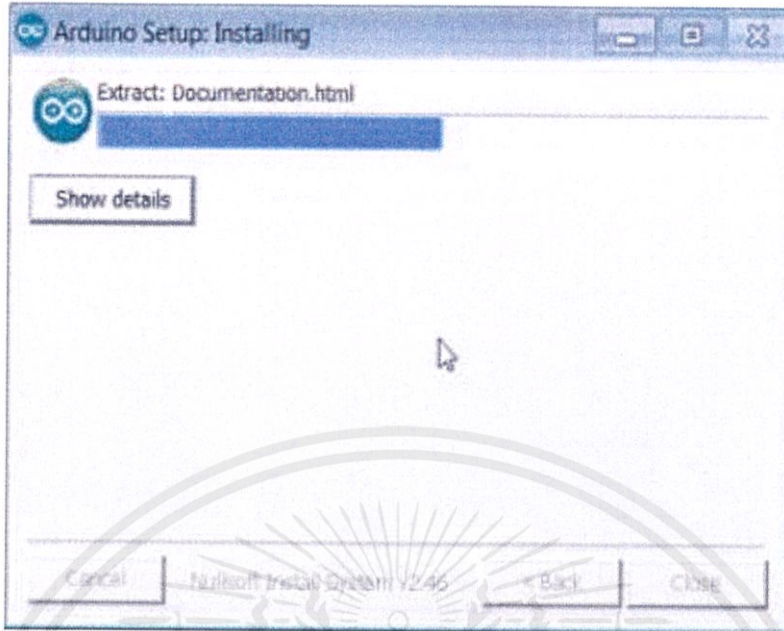 Arduino Setup: Installing
Extract: Documentation.html
Show details
Cancel Nullsoft Install System v2.46 < Back Close